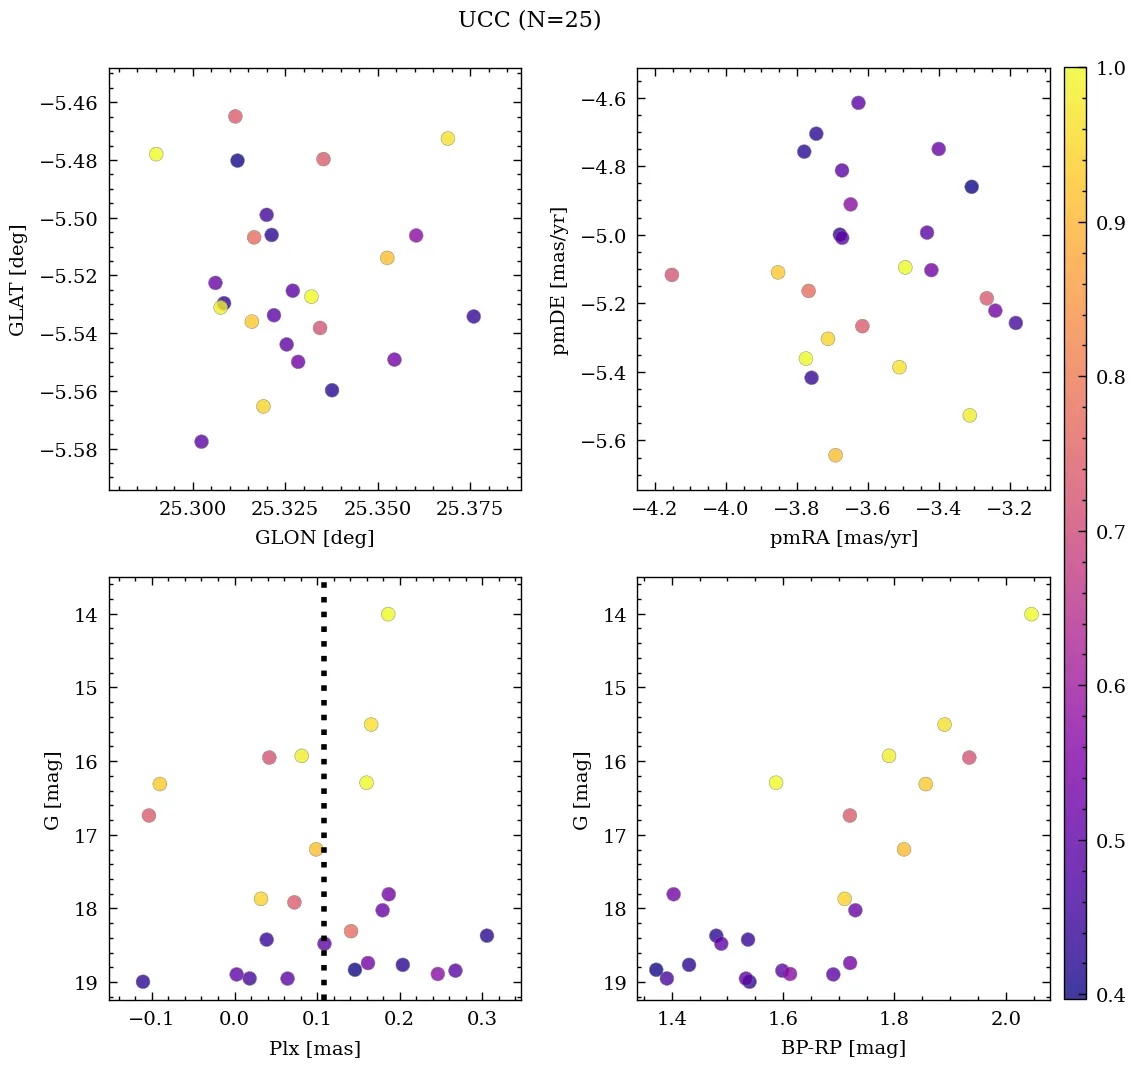 UCC (N=25)
−5.46
−5.48
−5.50
−5.52
−5.54
−5.56
−5.58
GLAT [deg]
25.300 25.325 25.350 25.375
GLON [deg]
−4.6
−4.8
−5.0
−5.2
−5.4
−5.6
pmDE [mas/yr]
−4.2 −4.0 −3.8 −3.6 −3.4 −3.2
pmRA [mas/yr]
14
15
16
17
18
19
G [mag]
−0.1 0.0 0.1 0.2 0.3
Plx [mas]
14
15
16
17
18
19
G [mag]
1.4 1.6 1.8 2.0
BP-RP [mag]
1.0
0.9
0.8
0.7
0.6
0.5
0.4